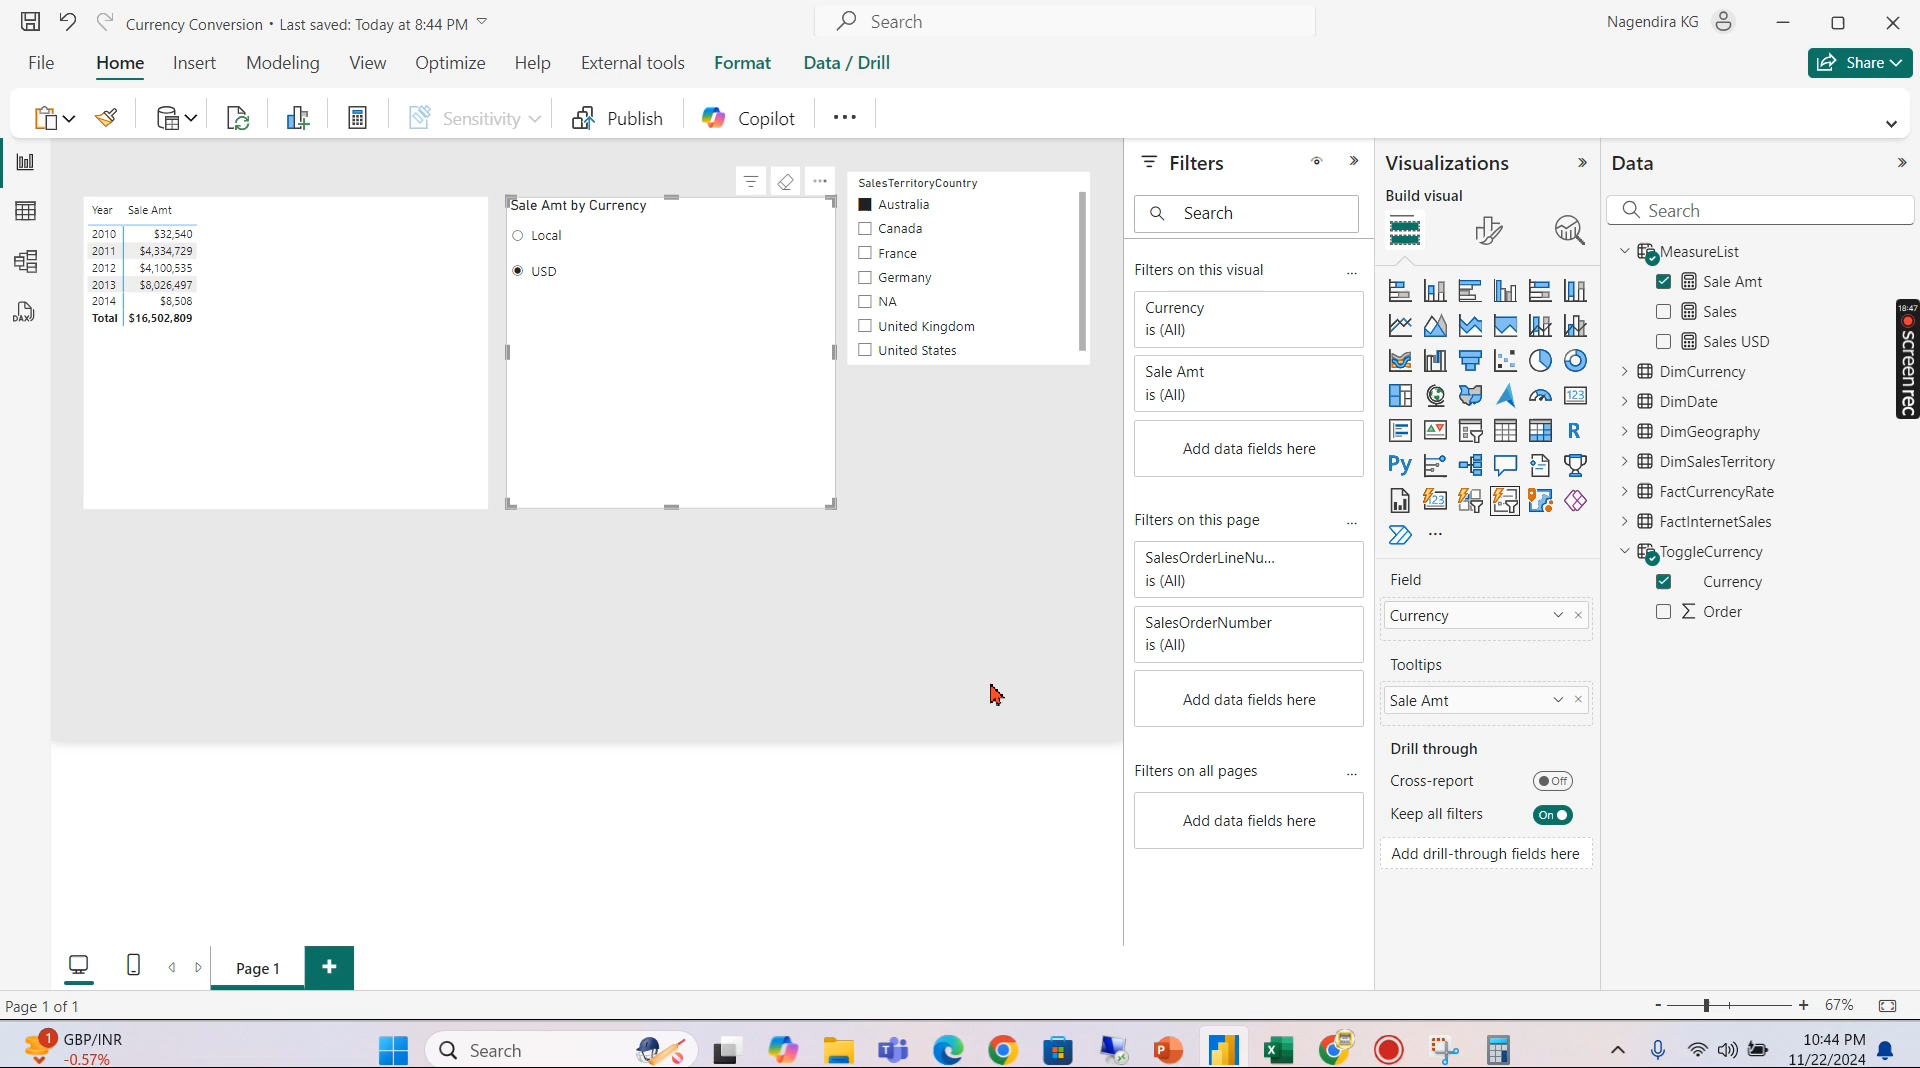 Currency Conversion • Last saved: Today at 8:44 PM
Search
Nagendira KG
File Home Insert Modeling View Optimize Help External tools Format Data / Drill
Share
Sensitivity
Publish
Copilot
Filters
Visualizations
Data
Build visual
Search
Search
Year Sale Amt
2010 $32,540
2011 $4,334,729
2012 $4,100,535
2013 $8,026,497
2014 $8,508
Total $16,502,809
Sale Amt by Currency
Local
USD
SalesTerritoryCountry
Australia
Canada
France
Germany
NA
United Kingdom
United States
Filters on this visual
Currency
is (All)
Sale Amt
is (All)
Add data fields here
Filters on this page
SalesOrderLineNu...
is (All)
SalesOrderNumber
is (All)
Add data fields here
Filters on all pages
Add data fields here
123
R
Py
123
Field
Currency
Tooltips
Sale Amt
Drill through
Cross-report
Off
Keep all filters
On
Add drill-through fields here
MeasureList
Sale Amt
Sales
Sales USD
DimCurrency
DimDate
DimGeography
DimSalesTerritory
FactCurrencyRate
FactInternetSales
ToggleCurrency
Currency
Order
18:47
screenrec
DAX
Page 1
Page 1 of 1
67%
1
GBP/INR
-0.57%
Search
10:44 PM
11/22/2024